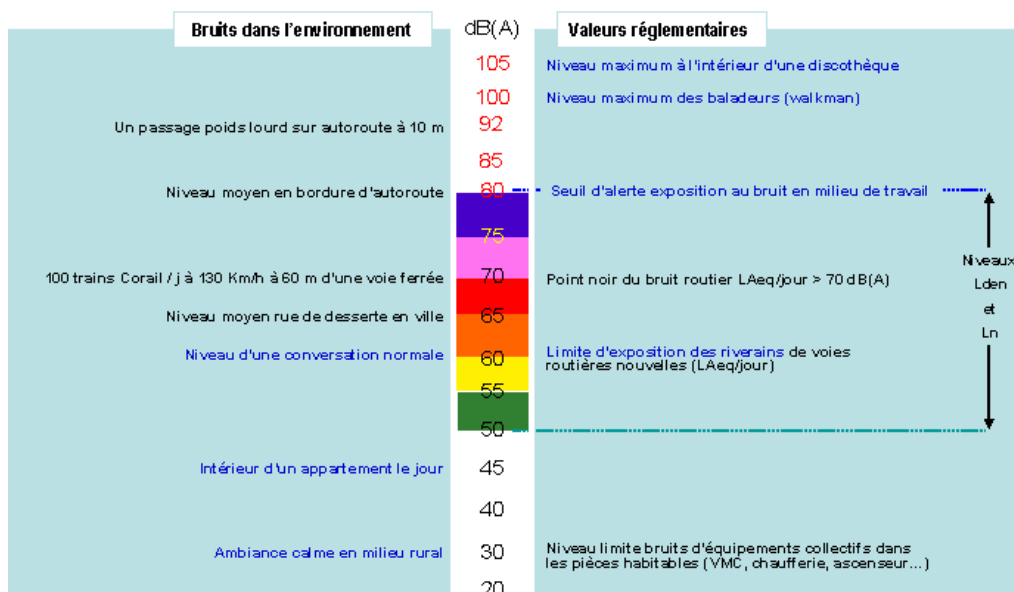 Bruits dans l'environnement
dB(A)
Valeurs réglementaires
105
Niveau maximum à l'intérieur d'une discothèque
100
Niveau maximum des baladeurs (walkman)
Un passage poids lourd sur autoroute à 10 m
92
85
Niveau moyen en bordure d'autoroute
80
Seuil d'alerte exposition au bruit en milieu de travail
75
Niveaux
Lden
et
Ln
100 trains Corail / j à 130 Km/h à 60 m d'une voie ferrée
70
Point noir du bruit routier LAeq/jour > 70 dB(A)
Niveau moyen rue de desserte en ville
65
Niveau d'une conversation normale
60
Limite d'exposition des riverains de voies
routières nouvelles (LAeq/jour)
55
50
Intérieur d'un appartement le jour
45
40
Ambiance calme en milieu rural
30
Niveau limite bruits d'équipements collectifs dans
les pièces habitables (VMC, chaufferie, ascenseur...)
20